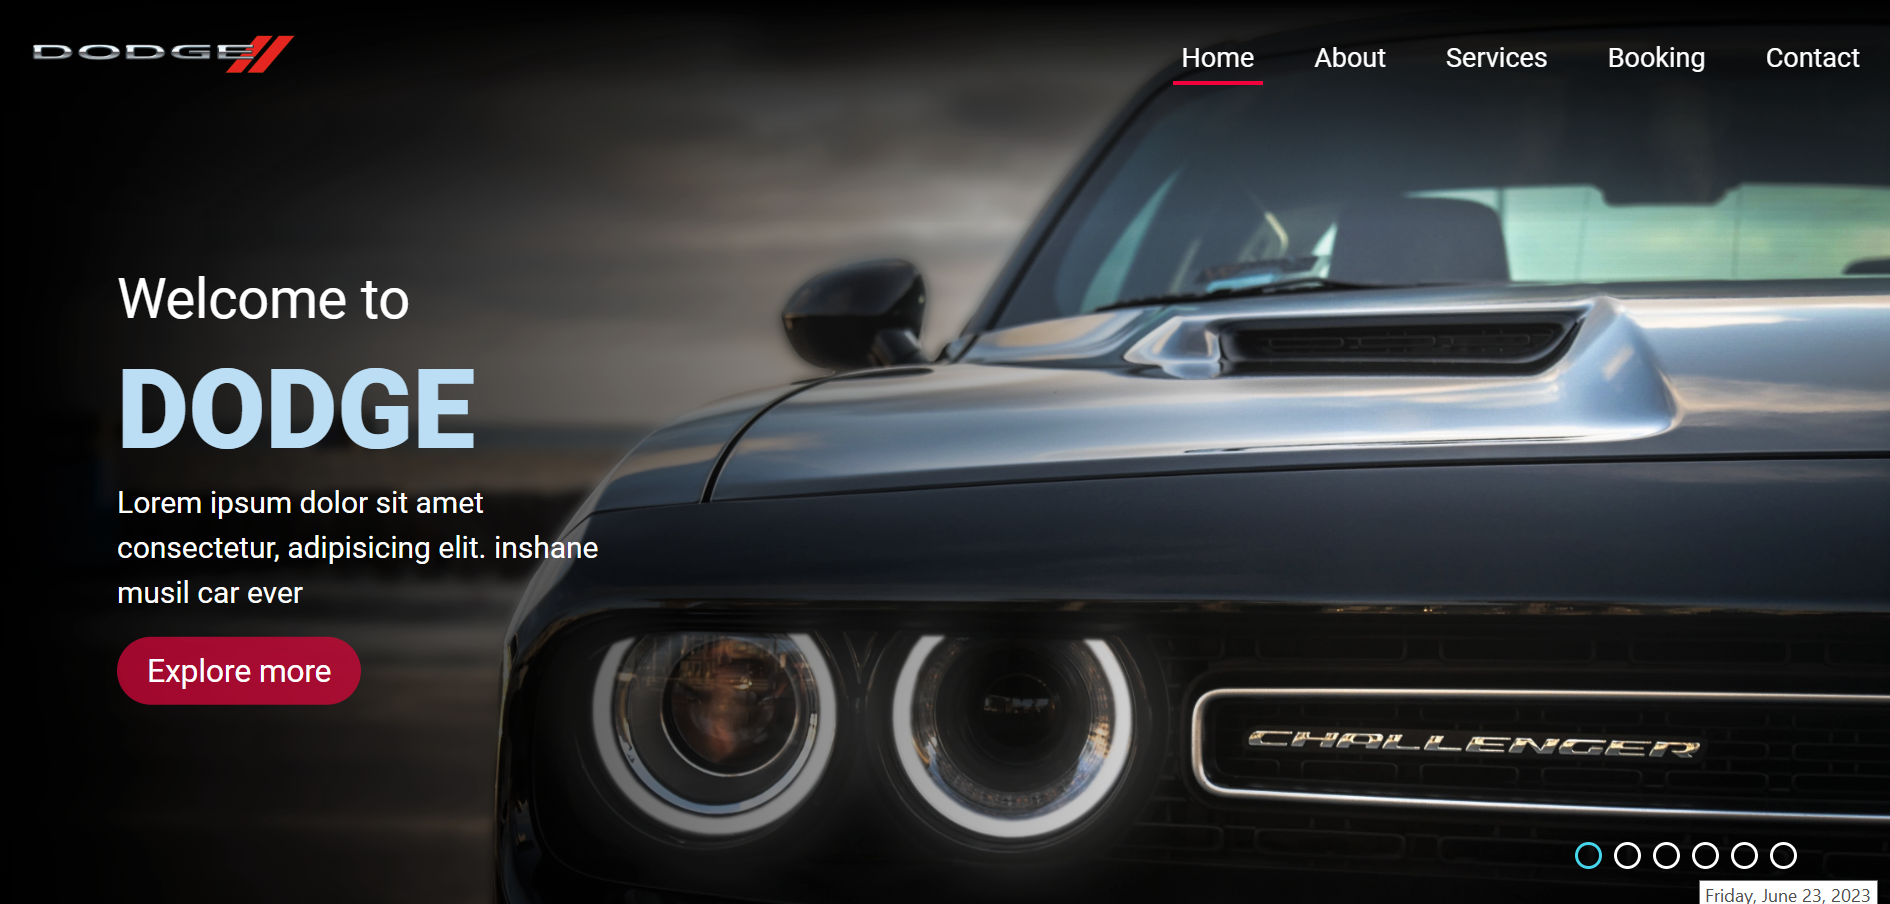 DODGE
Home About Services Booking Contact
Welcome to
DODGE
Lorem ipsum dolor sit amet
consectetur, adipisicing elit. inshane
musil car ever
Explore more
CHALLENGER
Friday, June 23, 2023